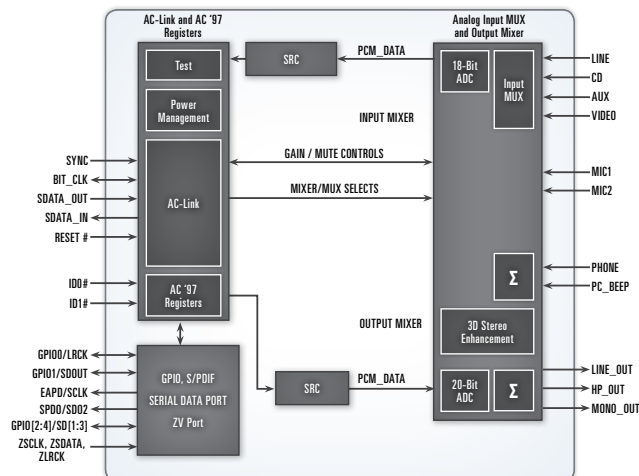 AC-Link and AC '97
Registers
Analog Input MUX
and Output Mixer
Test
SRC
PCM_DATA
18-Bit
ADC
Input
MUX
LINE
CD
AUX
VIDEO
Power
Management
INPUT MIXER
SYNC
BIT_CLK
SDATA_OUT
SDATA_IN
RESET #
AC-Link
GAIN / MUTE CONTROLS
MIXER/MUX SELECTS
MIC1
MIC2
ID0#
ID1#
AC '97
Registers
Σ
PHONE
PC_BEEP
OUTPUT MIXER
3D Stereo
Enhancement
GPIO0/LRCK
GPIO1/SDOUT
EAPD/SCLK
SPDO/SDO2
GPIO[2:4]/SD[1:3]
ZSCLK, ZSDATA,
ZLRCK
GPIO, S/PDIF
SERIAL DATA PORT
ZV Port
SRC
PCM_DATA
20-Bit
ADC
Σ
LINE_OUT
HP_OUT
MONO_OUT